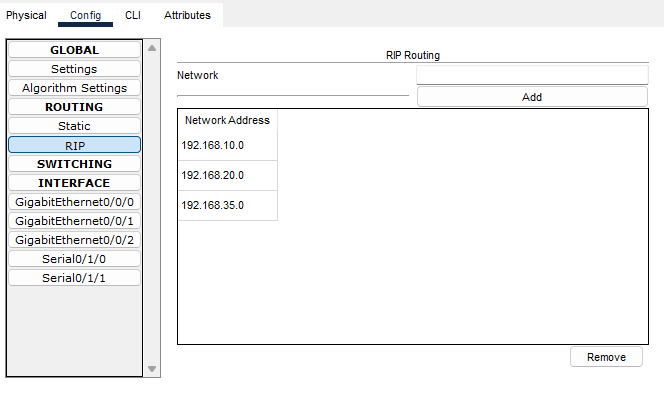 Physical Config CLI Attributes
GLOBAL
Settings
Algorithm Settings
ROUTING
Static
RIP
SWITCHING
INTERFACE
GigabitEthernet0/0/0
GigabitEthernet0/0/1
GigabitEthernet0/0/2
Serial0/1/0
Serial0/1/1
RIP Routing
Network
Add
Network Address
192.168.10.0
192.168.20.0
192.168.35.0
Remove